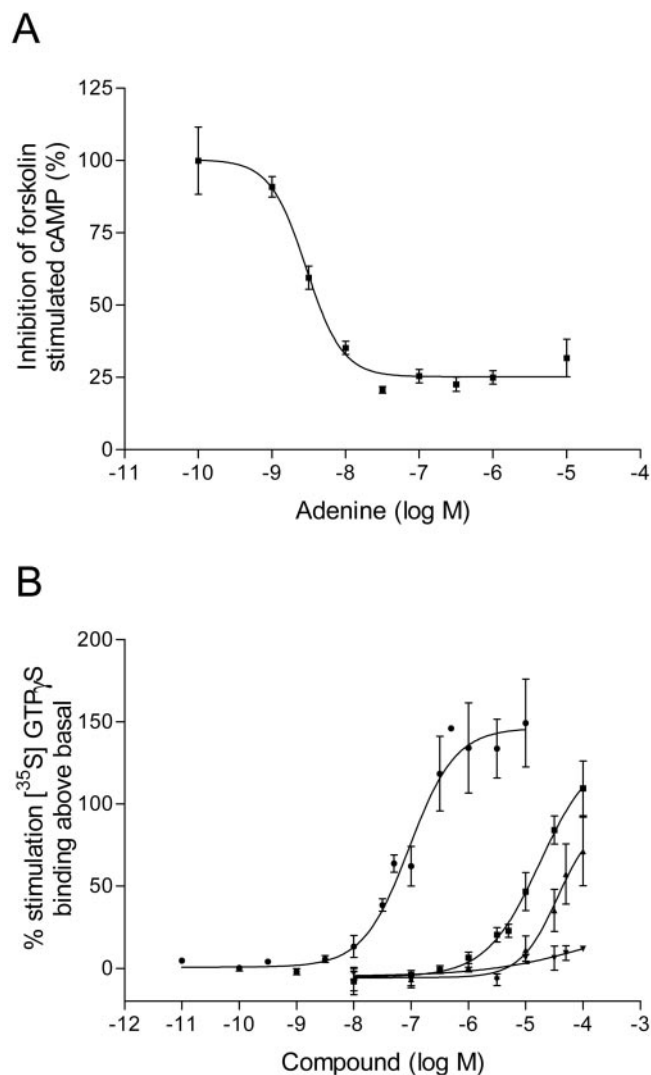 A
Inhibition of forskolin
stimulated cAMP (%)
125
100
75
50
25
0
-11 -10 -9 -8 -7 -6 -5 -4
Adenine (log M)
B
% stimulation [³⁵S] GTPγS
binding above basal
200
150
100
50
0
-12 -11 -10 -9 -8 -7 -6 -5 -4 -3
Compound (log M)